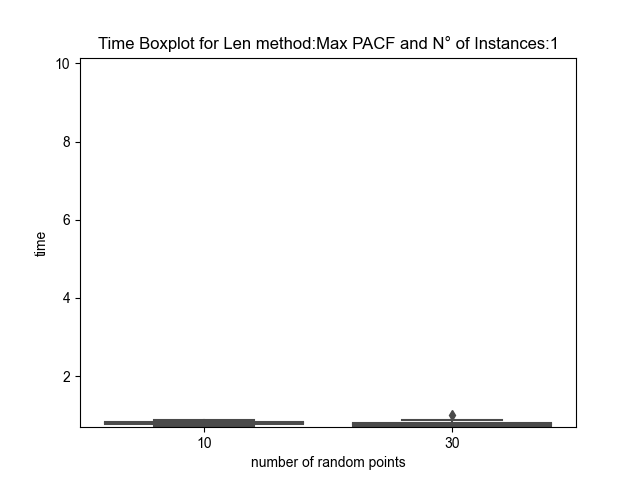 Time Boxplot for Len method:Max PACF and N° of Instances:1
10
8
6
4
2
time
10
30
number of random points